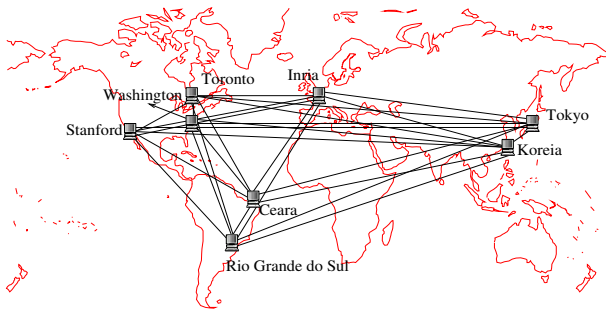 Toronto
Inria
Washington
Tokyo
Stanford
Koreia
Ceara
Rio Grande do Sul